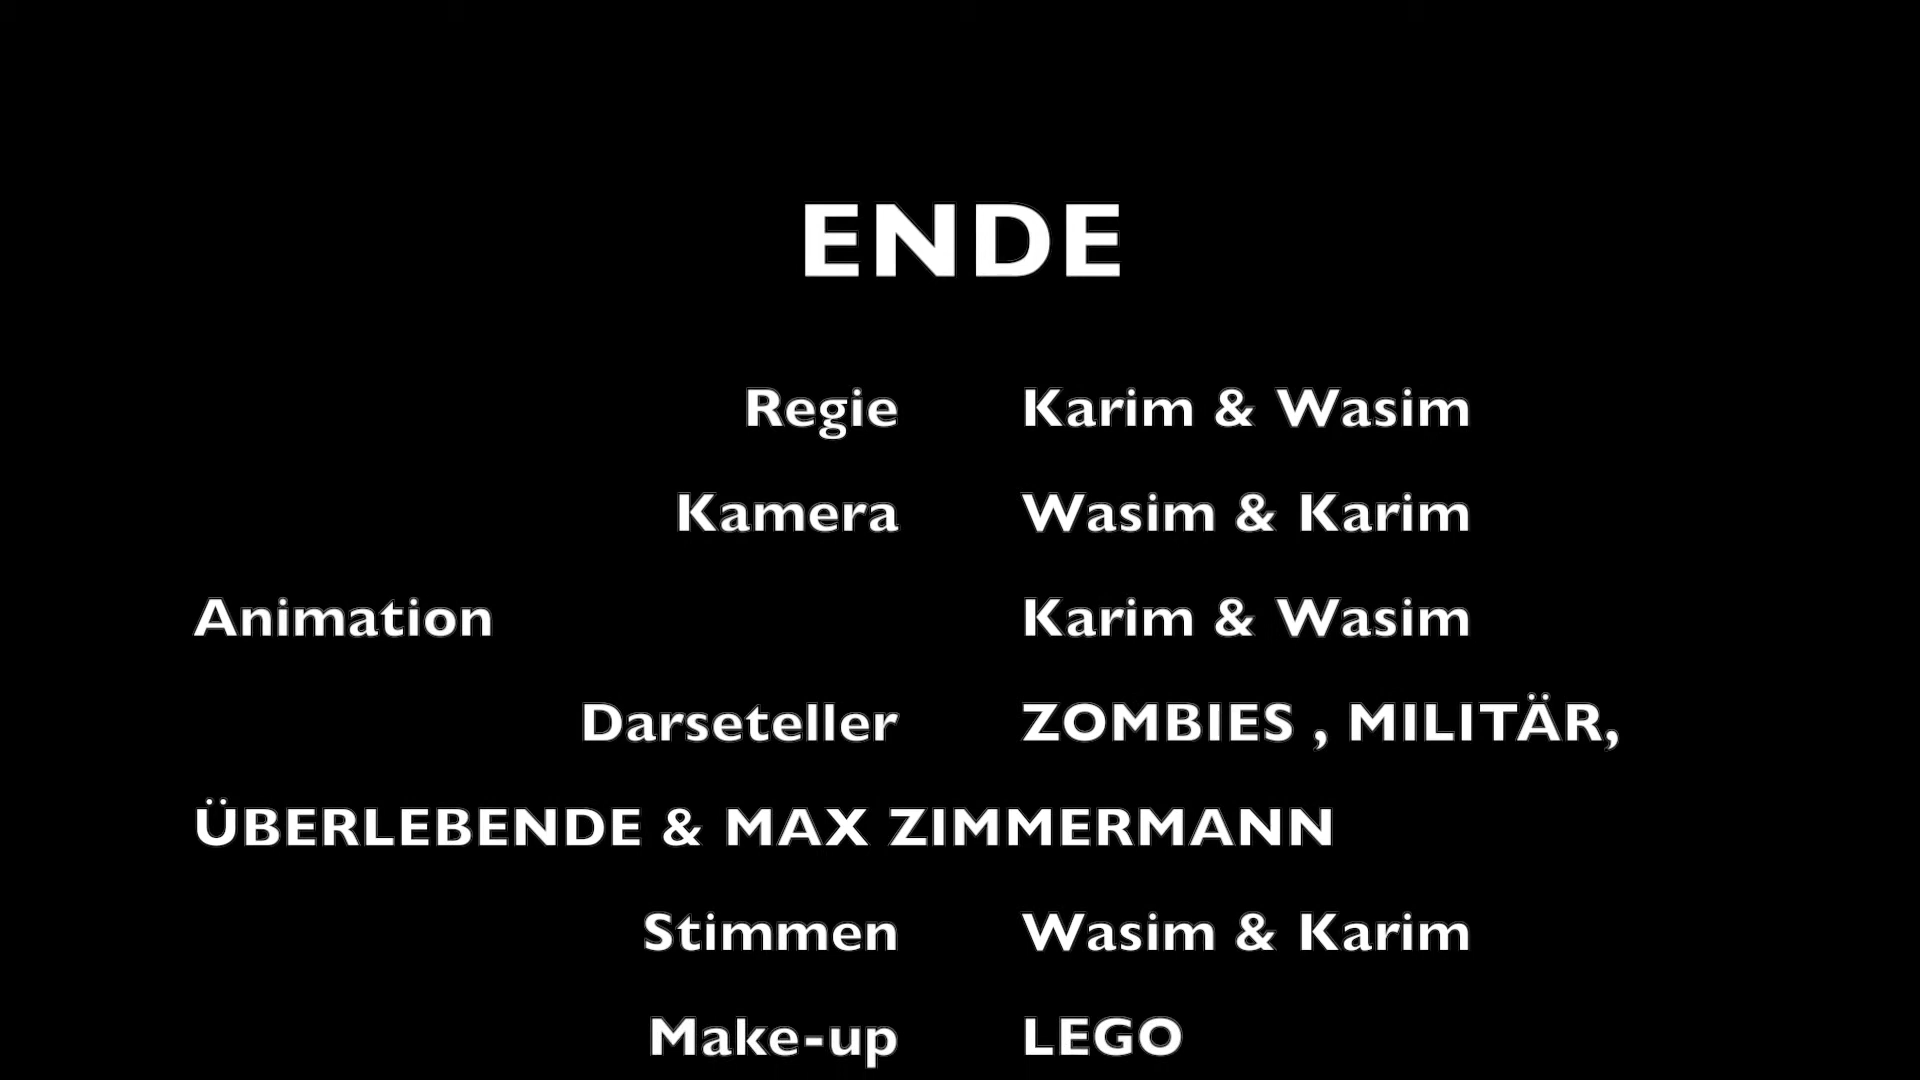 ENDE
Regie Karim & Wasim
Kamera Wasim & Karim
Animation Karim & Wasim
Darseteller ZOMBIES , MILITÄR,
ÜBERLEBENDE & MAX ZIMMERMANN
Stimmen Wasim & Karim
Make-up LEGO